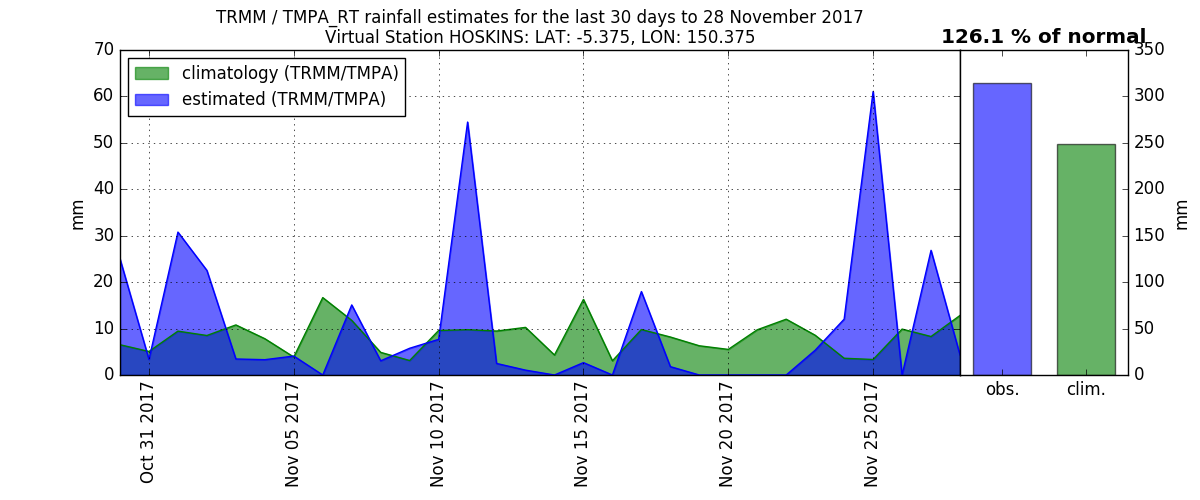 TRMM / TMPA_RT rainfall estimates for the last 30 days to 28 November 2017
Virtual Station HOSKINS: LAT: -5.375, LON: 150.375
126.1 % of normal
climatology (TRMM/TMPA)
estimated (TRMM/TMPA)
70
60
50
40
30
20
10
0
mm
Oct 31 2017
Nov 05 2017
Nov 10 2017
Nov 15 2017
Nov 20 2017
Nov 25 2017
obs.
clim.
350
300
250
200
150
100
50
0
mm